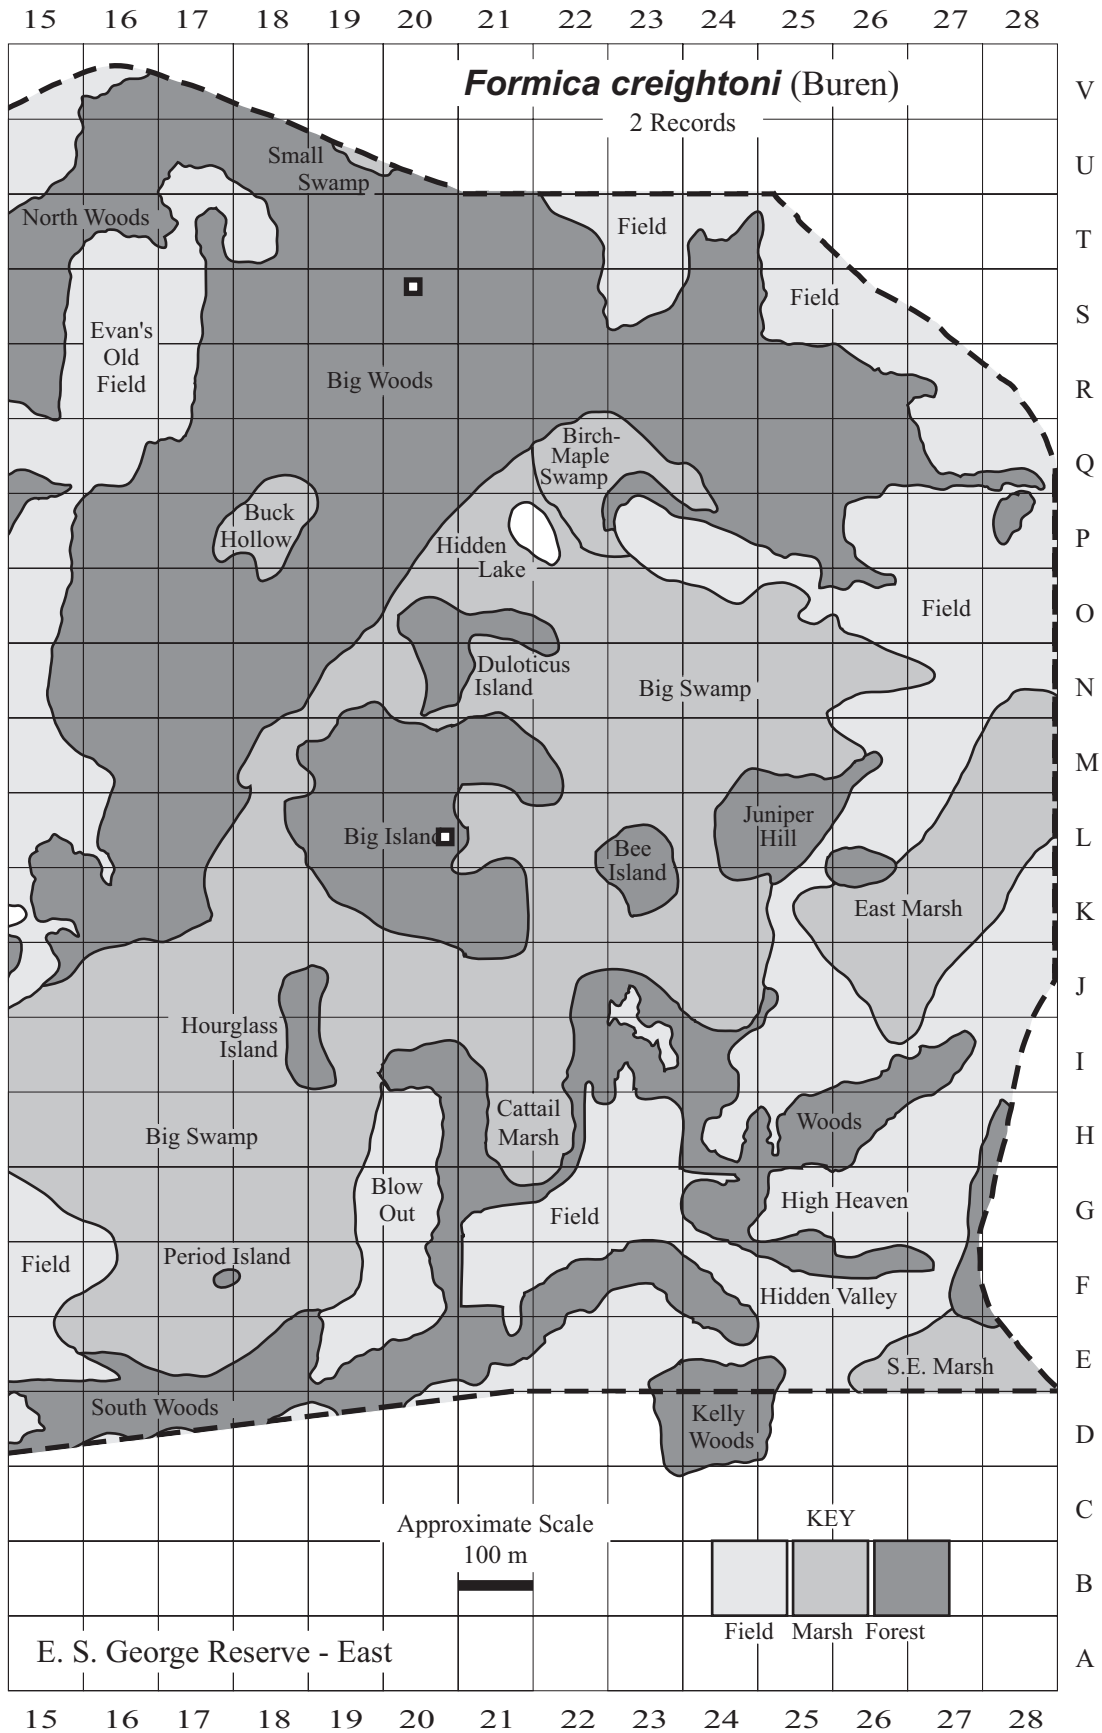 15 16 17 18 19 20 21 22 23 24 25 26 27 28
Formica creightoni (Buren)
V
2 Records
Small
Swamp
U
North Woods
Field
T
Field
S
Evan's
Old
Field
Big Woods
R
Birch-
Maple
Swamp
Q
Buck
Hollow
Hidden
Lake
P
Field
O
Duloticus
Island
Big Swamp
N
M
Big Island
Juniper
Hill
L
Bee
Island
East Marsh
K
J
Hourglass
Island
I
Cattail
Marsh
Woods
Big Swamp
H
Blow
Out
Field
High Heaven
G
Field
Period Island
Hidden Valley
F
S.E. Marsh
E
South Woods
Kelly
Woods
D
Approximate Scale
100 m
KEY
C
B
Field Marsh Forest
E. S. George Reserve - East
A
15 16 17 18 19 20 21 22 23 24 25 26 27 28